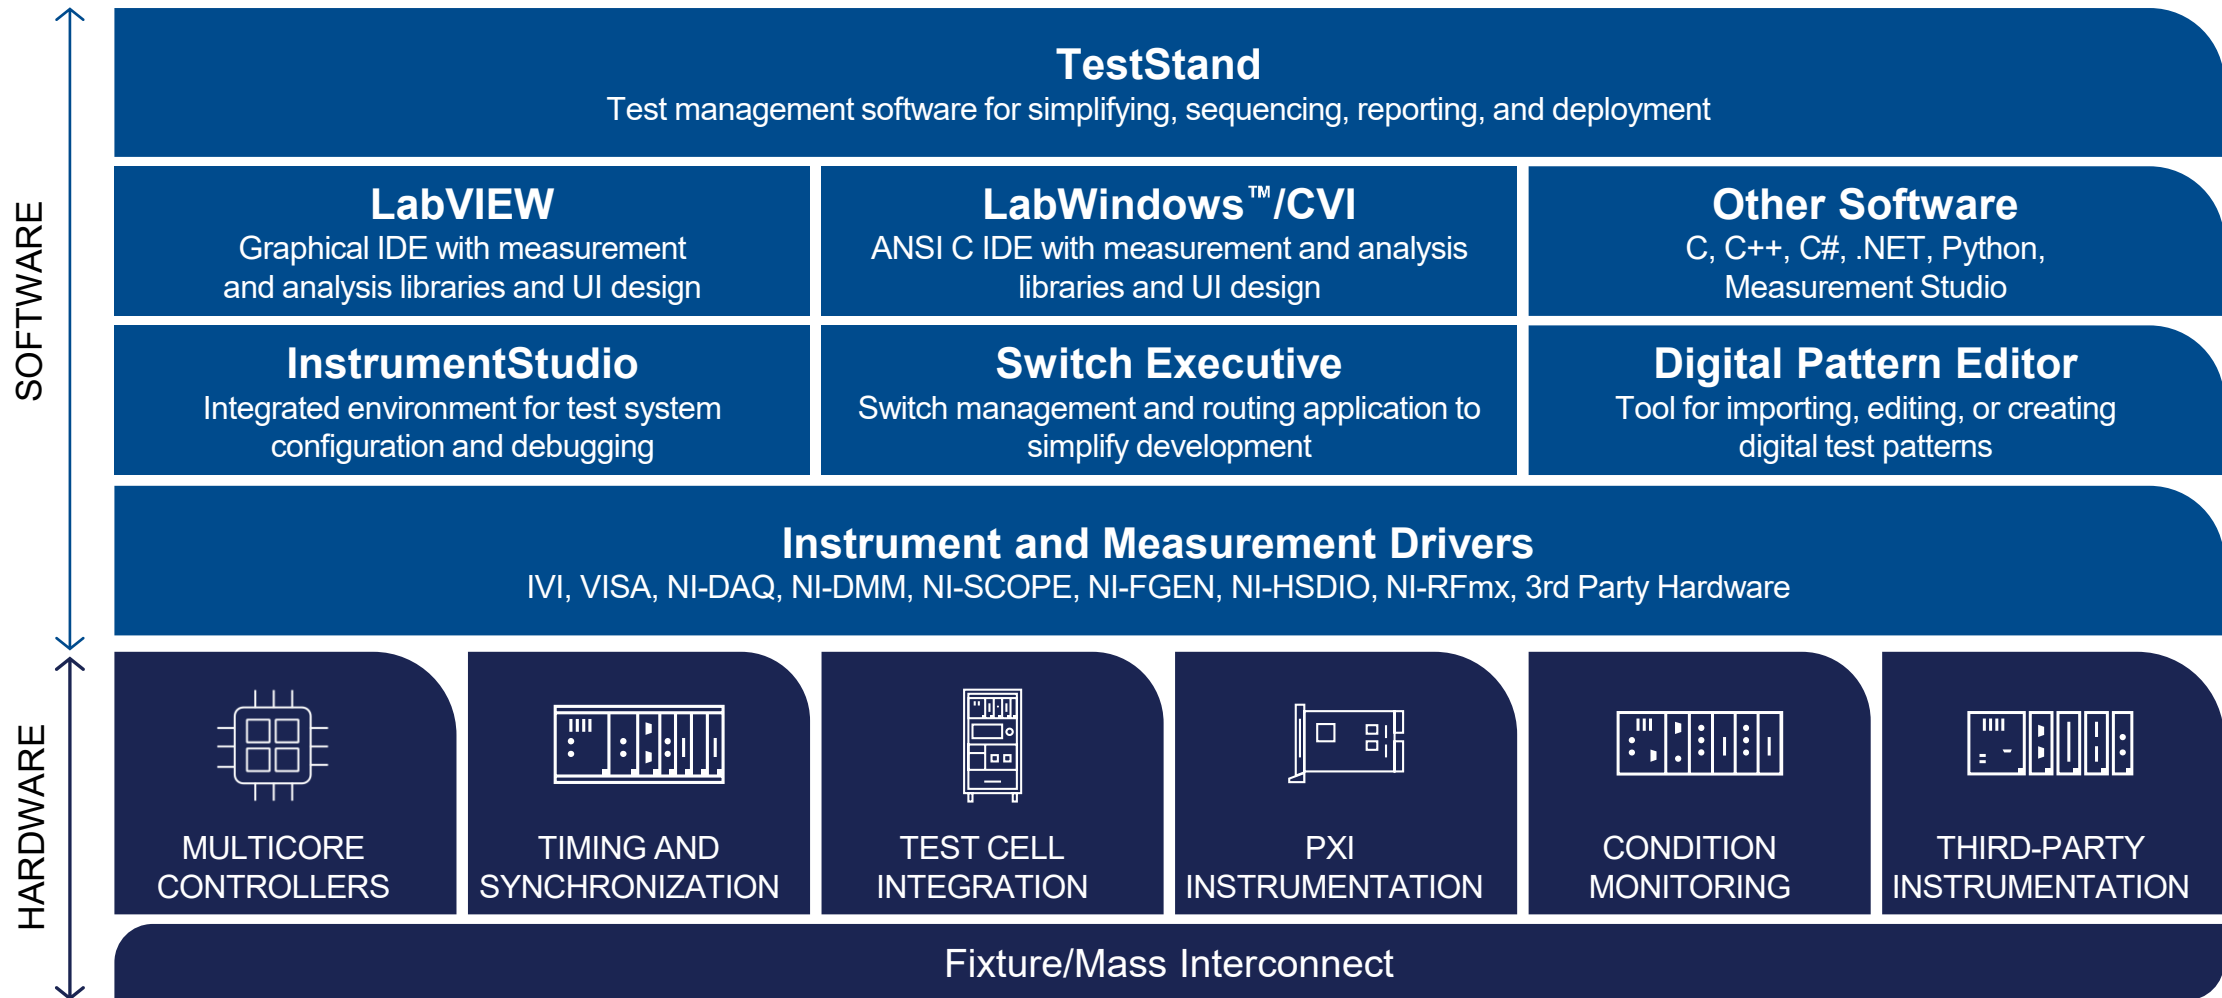 SOFTWARE
TestStand
Test management software for simplifying, sequencing, reporting, and deployment
LabVIEW
Graphical IDE with measurement
and analysis libraries and UI design
LabWindows™/CVI
ANSI C IDE with measurement and analysis
libraries and UI design
Other Software
C, C++, C#, .NET, Python,
Measurement Studio
InstrumentStudio
Integrated environment for test system
configuration and debugging
Switch Executive
Switch management and routing application to
simplify development
Digital Pattern Editor
Tool for importing, editing, or creating
digital test patterns
Instrument and Measurement Drivers
IVI, VISA, NI-DAQ, NI-DMM, NI-SCOPE, NI-FGEN, NI-HSDIO, NI-RFmx, 3rd Party Hardware
HARDWARE
MULTICORE
CONTROLLERS
TIMING AND
SYNCHRONIZATION
TEST CELL
INTEGRATION
PXI
INSTRUMENTATION
CONDITION
MONITORING
THIRD-PARTY
INSTRUMENTATION
Fixture/Mass Interconnect